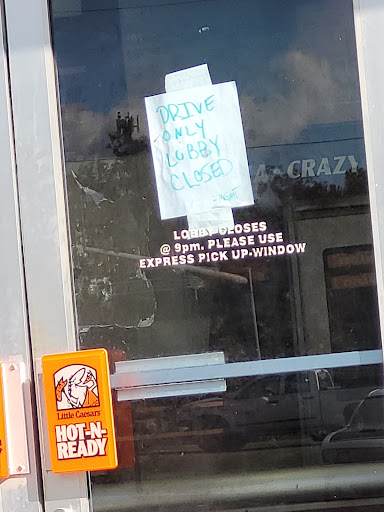 DRIVE
ONLY
LOBBY
CLOSED
CRAZY
LOBBY CLOSES
@ 9pm. PLEASE USE
EXPRESS PICK UP-WINDOW
Little Caesars
HOT-N-
READY